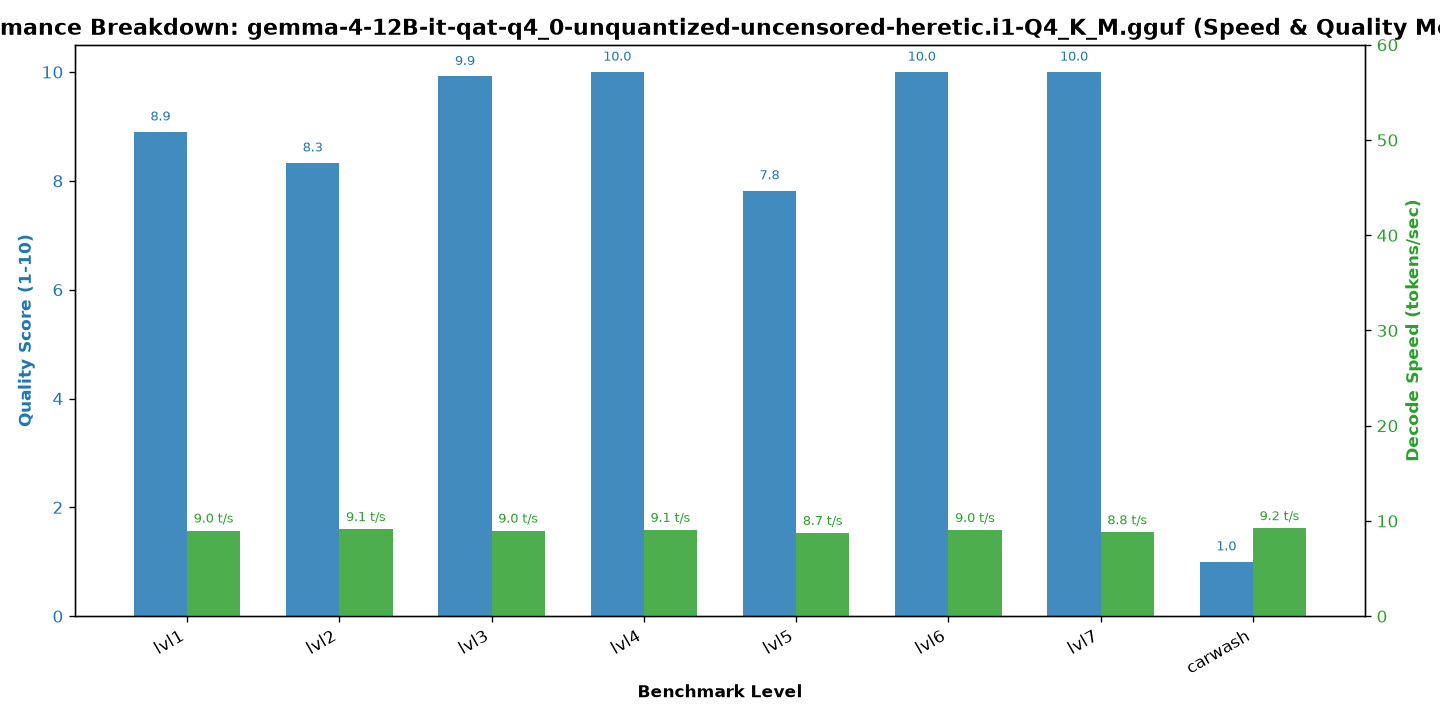 mance Breakdown: gemma-4-12B-it-qat-q4_0-unquantized-uncensored-heretic.i1-Q4_K_M.gguf (Speed & Quality M
Quality Score (1-10)
10
8
6
4
2
0
60
50
40
30
20
10
0
Decode Speed (tokens/sec)
8.9
8.3
9.9
10.0
7.8
10.0
10.0
1.0
9.0 t/s
9.1 t/s
9.0 t/s
9.1 t/s
8.7 t/s
9.0 t/s
8.8 t/s
9.2 t/s
lvl1
lvl2
lvl3
lvl4
lvl5
lvl6
lvl7
carwash
Benchmark Level